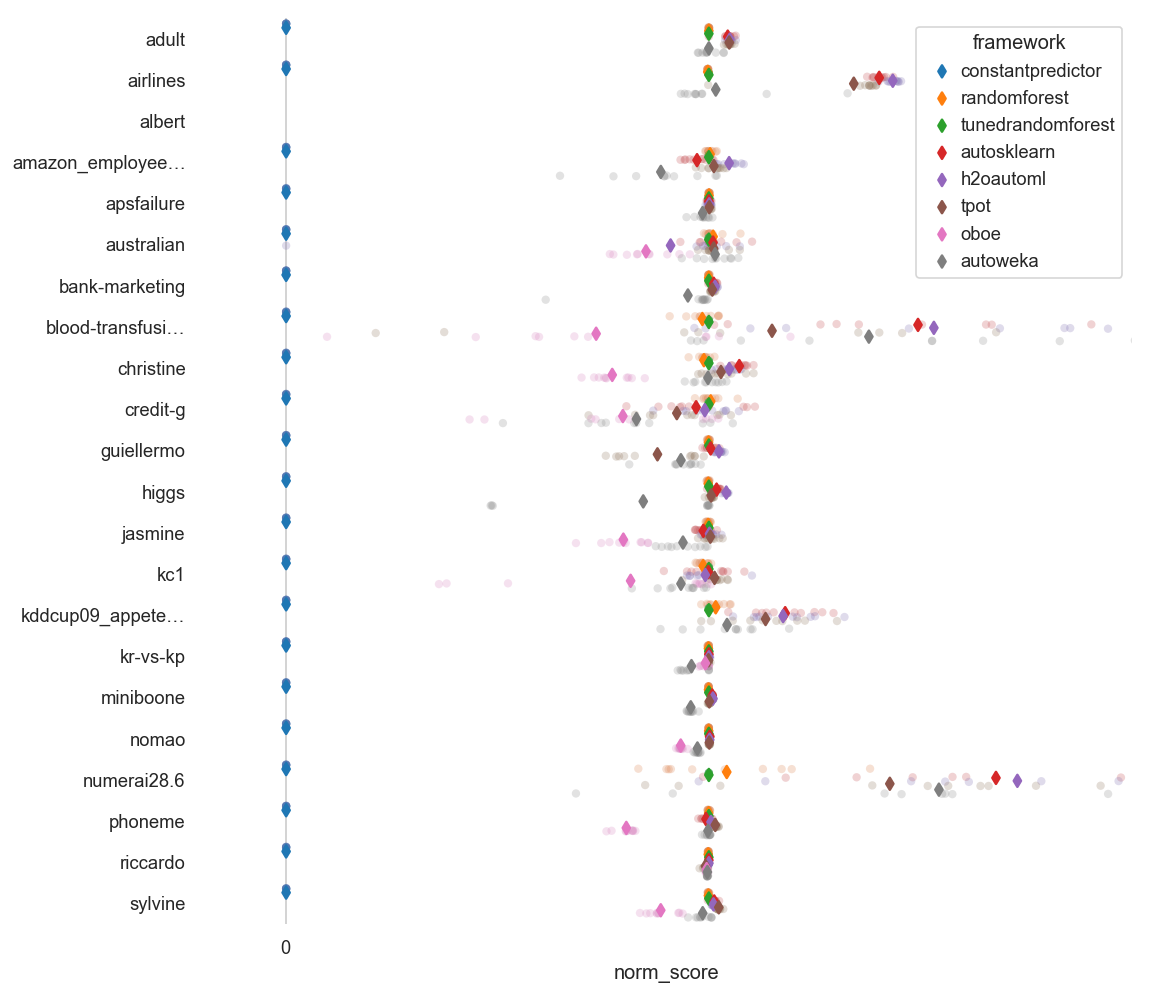 adult
airlines
albert
amazon_employee…
apsfailure
australian
bank-marketing
blood-transfusi…
christine
credit-g
guiellermo
higgs
jasmine
kc1
kddcup09_appete…
kr-vs-kp
miniboone
nomao
numerai28.6
phoneme
riccardo
sylvine
0
norm_score
framework
constantpredictor
randomforest
tunedrandomforest
autosklearn
h2oautoml
tpot
oboe
autoweka